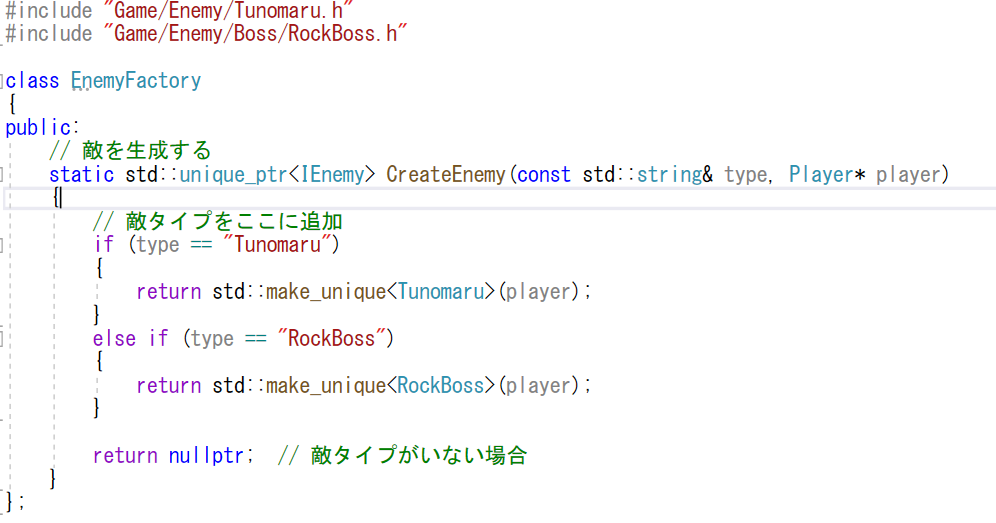 #include "Game/Enemy/Tunomaru.h"
#include "Game/Enemy/Boss/RockBoss.h"
class EnemyFactory
{
public:
// 敵を生成する
static std::unique_ptr<IEnemy> CreateEnemy(const std::string& type, Player* player)
{
// 敵タイプをここに追加
if (type == "Tunomaru")
{
return std::make_unique<Tunomaru>(player);
}
else if (type == "RockBoss")
{
return std::make_unique<RockBoss>(player);
}
return nullptr; // 敵タイプがいない場合
}
};